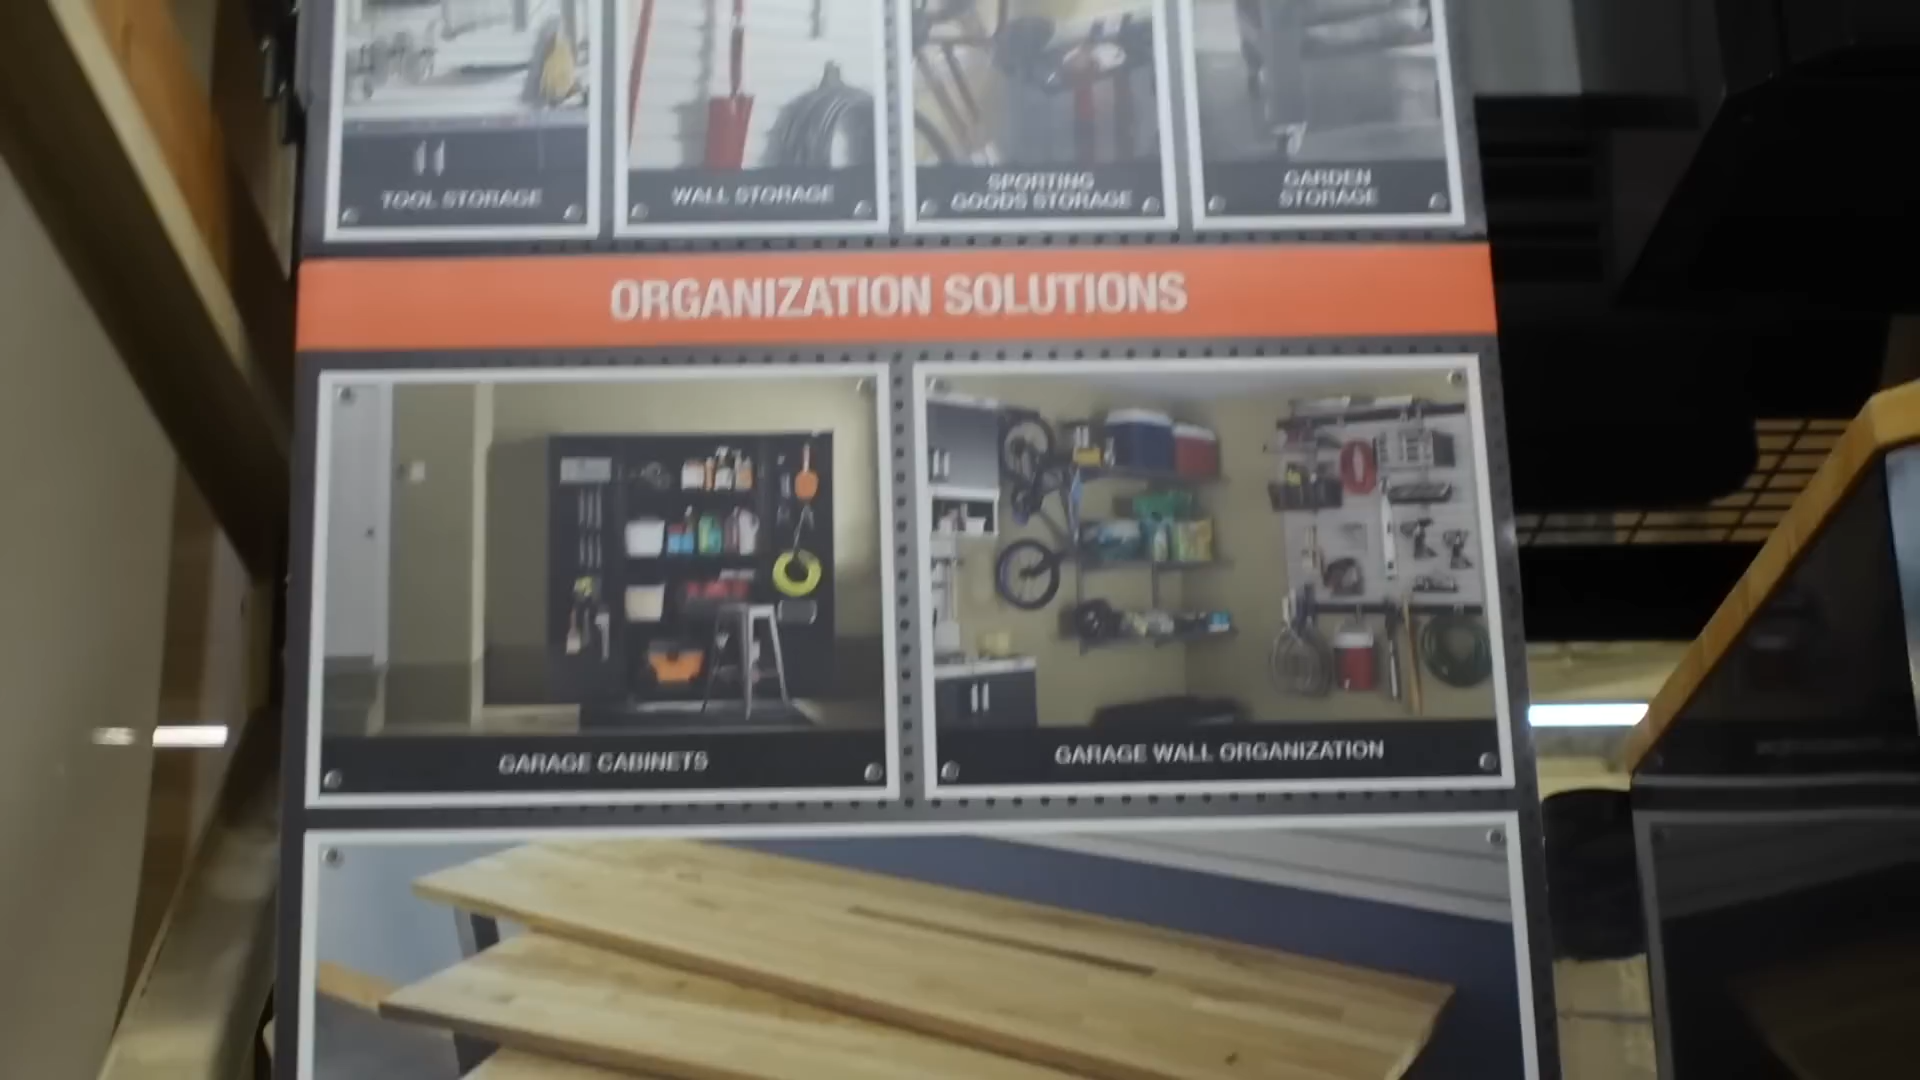 TOOL STORAGE
WALL STORAGE
SPORTING
GOODS STORAGE
GARDEN
STORAGE
ORGANIZATION SOLUTIONS
GARAGE CABINETS
GARAGE WALL ORGANIZATION